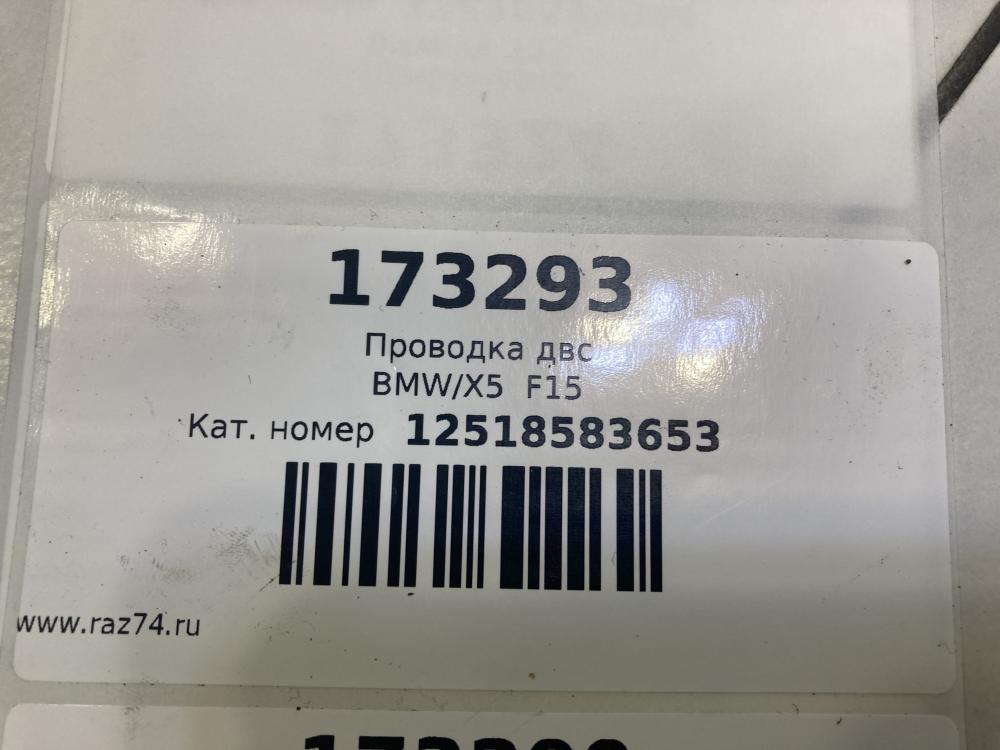 173293
Проводка двс
BMW/X5 F15
Кат. номер 12518583653
www.raz74.ru